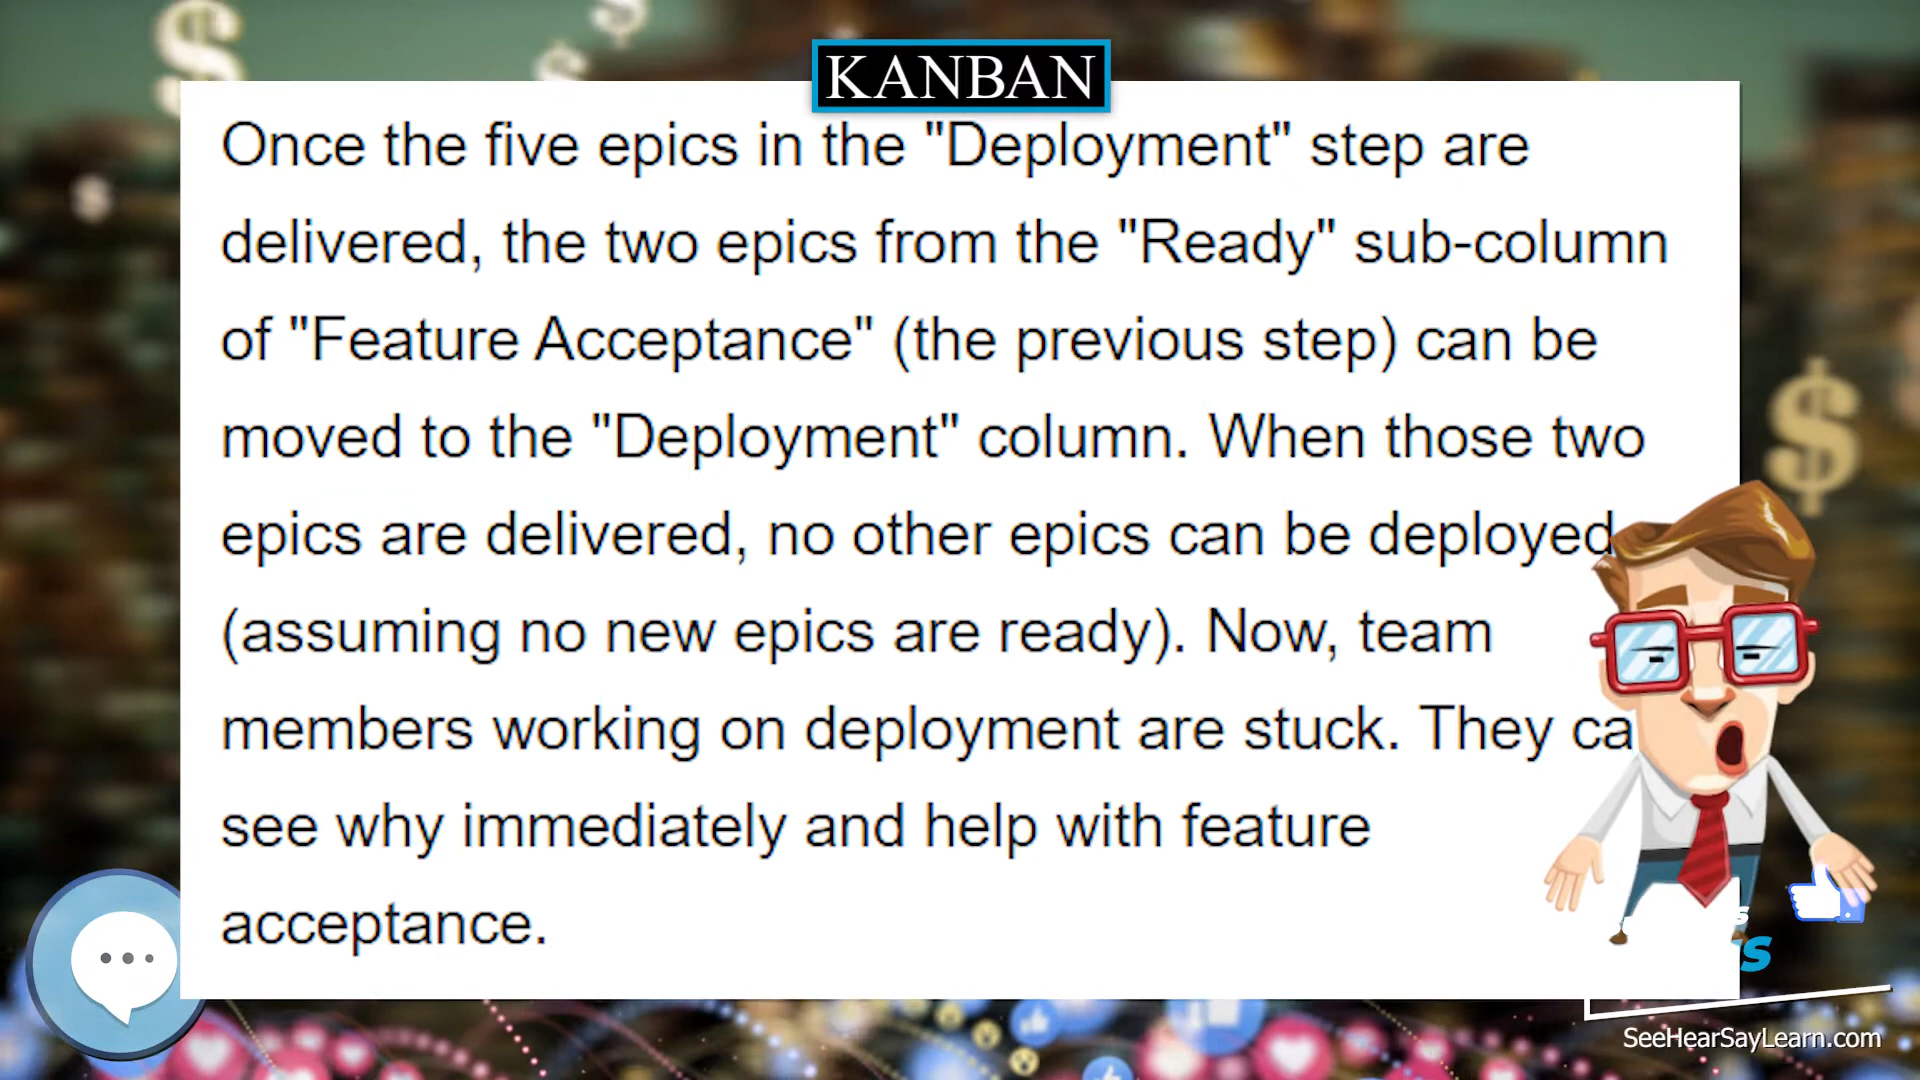 KANBAN
Once the five epics in the "Deployment" step are
delivered, the two epics from the "Ready" sub-column
of "Feature Acceptance" (the previous step) can be
moved to the "Deployment" column. When those two
epics are delivered, no other epics can be deployed
(assuming no new epics are ready). Now, team
members working on deployment are stuck. They ca
see why immediately and help with feature
acceptance.
SeeHearSayLearn.com